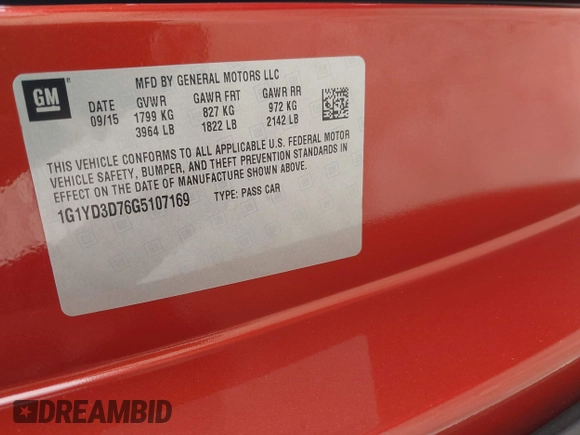 MFD BY GENERAL MOTORS LLC
GM
DATE GVWR GAWR FRT GAWR RR
09/15 1799 KG 827 KG 972 KG
3964 LB 1822 LB 2142 LB
THIS VEHICLE CONFORMS TO ALL APPLICABLE U.S. FEDERAL MOTOR
VEHICLE SAFETY, BUMPER, AND THEFT PREVENTION STANDARDS IN
EFFECT ON THE DATE OF MANUFACTURE SHOWN ABOVE.
1G1YD3D76G5107169 TYPE: PASS CAR
DREAMBID